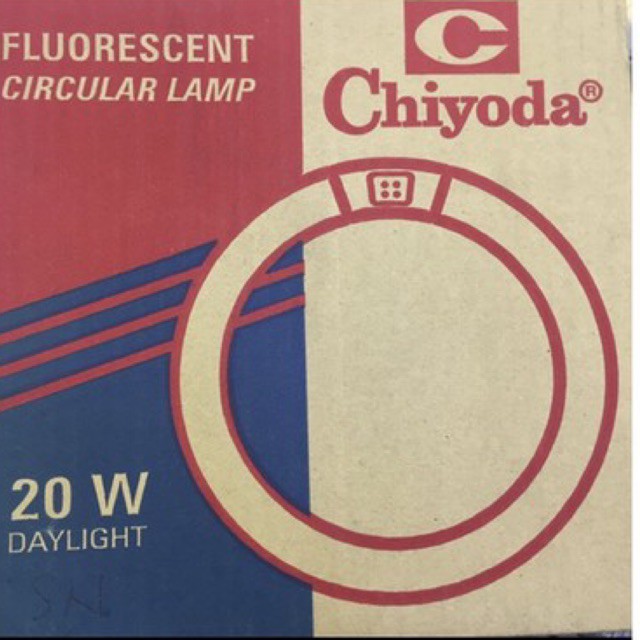 FLUORESCENT
CIRCULAR LAMP
Chiyoda®
20 W
DAYLIGHT